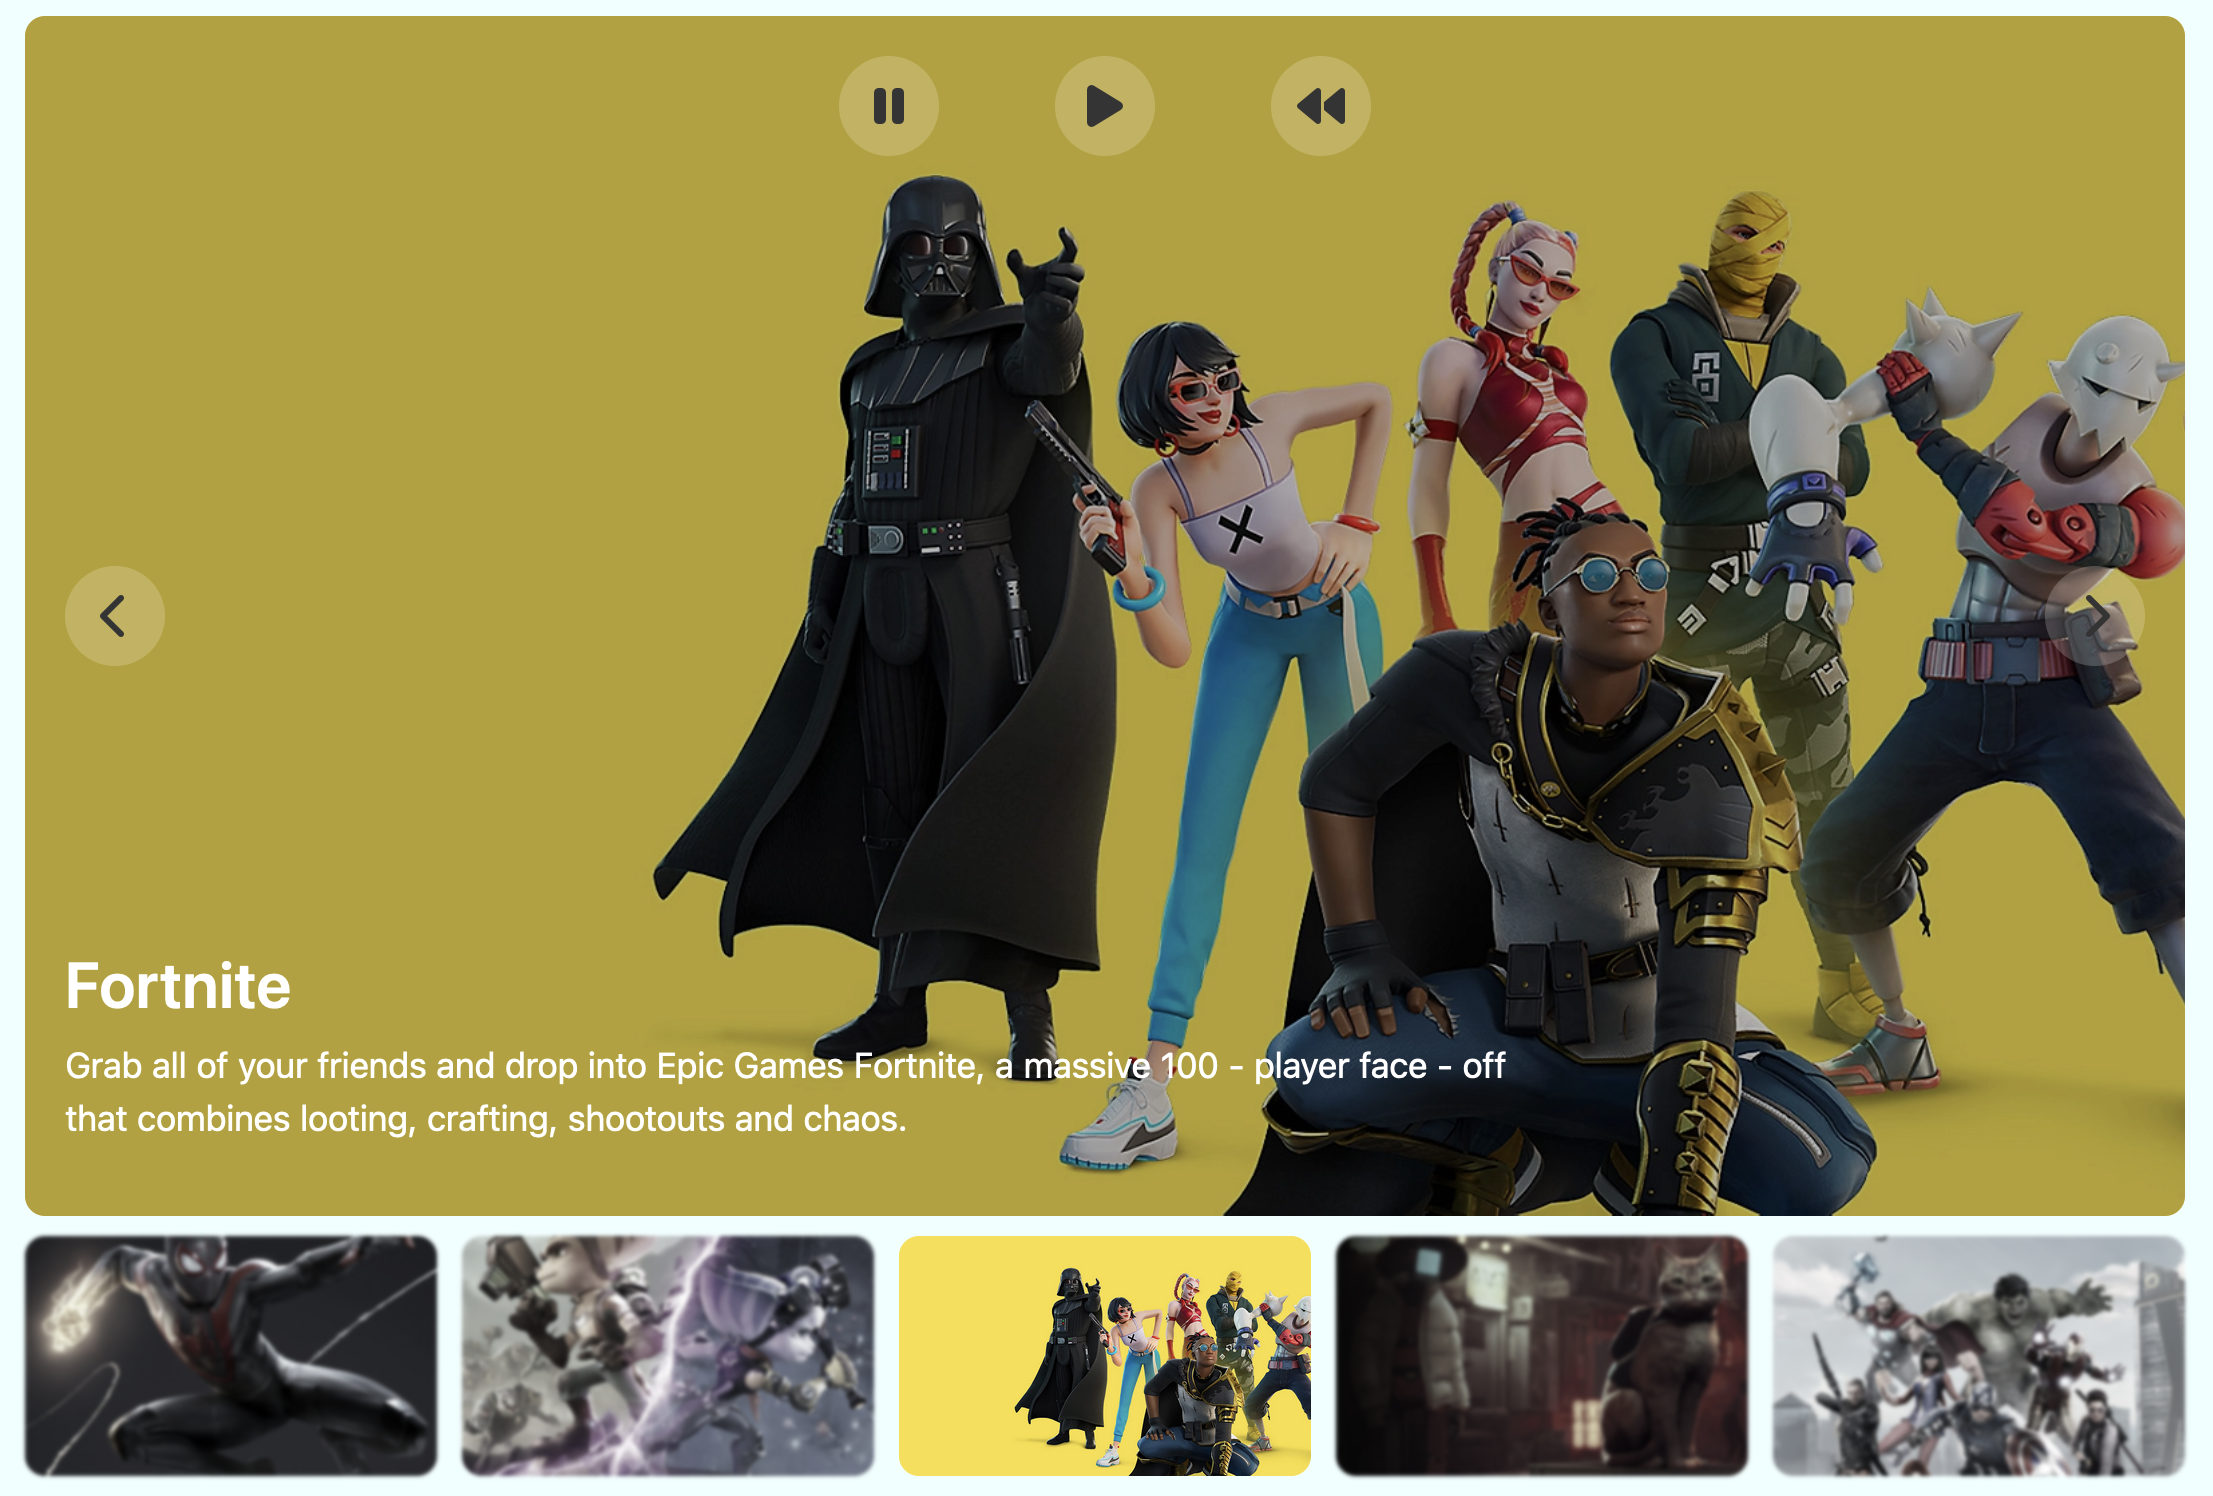 Fortnite
Grab all of your friends and drop into Epic Games Fortnite, a massive 100 - player face - off
that combines looting, crafting, shootouts and chaos.